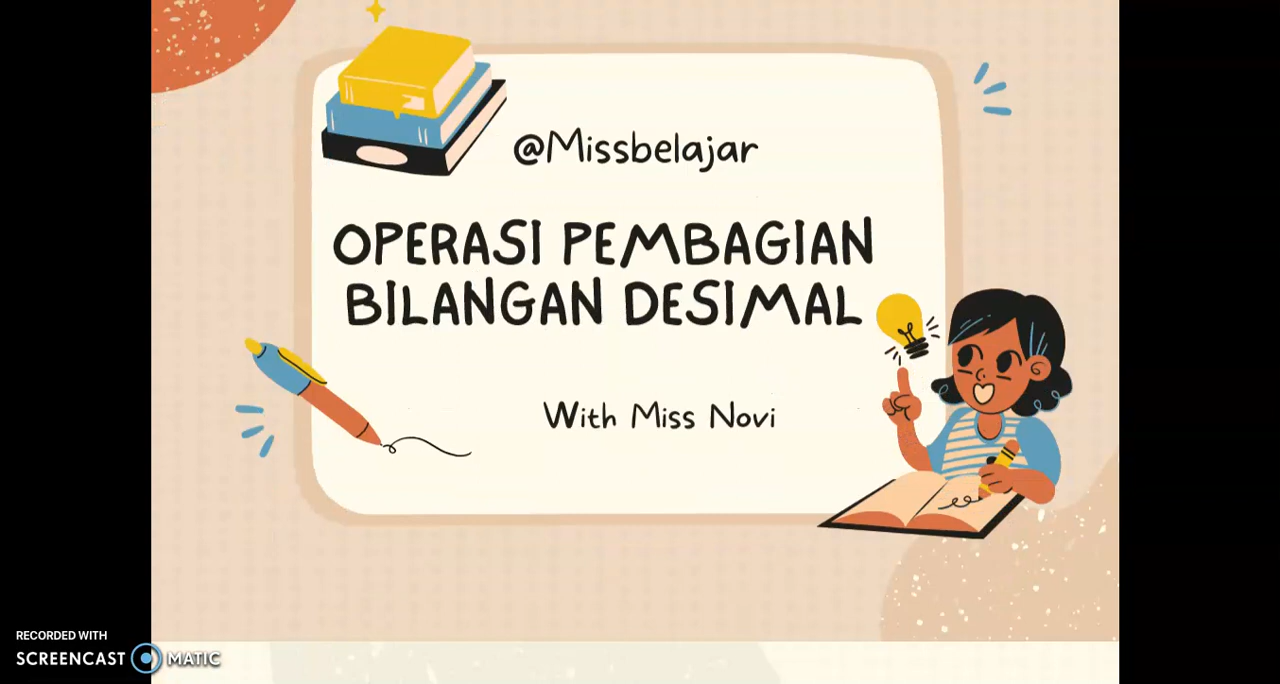 @Missbelajar
OPERASI PEMBAGIAN
BILANGAN DESIMAL
With Miss Novi
RECORDED WITH
SCREENCAST MATIC